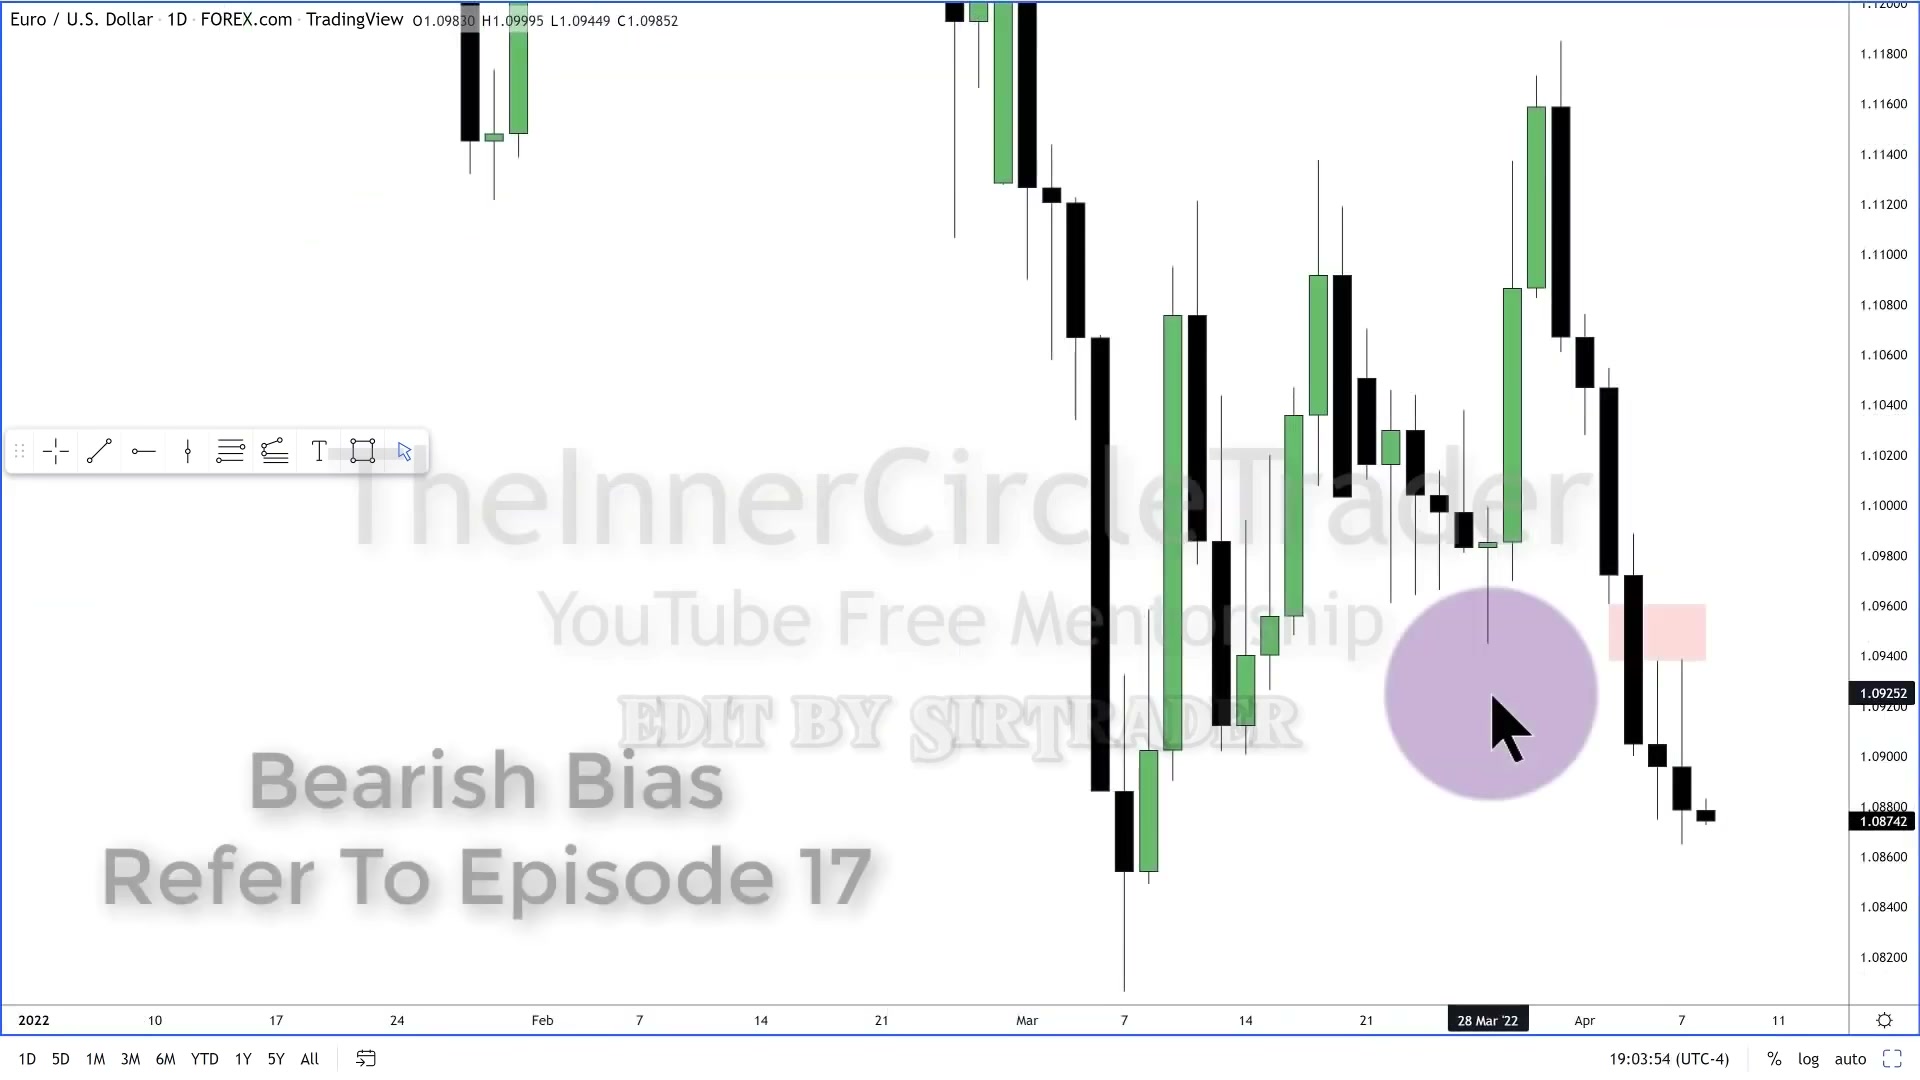 Euro / U.S. Dollar · 1D · FOREX.com · TradingView O1.09830 H1.09995 L1.09449 C1.09852
1.12000
1.11800
1.11600
1.11400
1.11200
1.11000
1.10800
1.10600
1.10400
1.10200
1.10000
1.09800
1.09600
1.09400
1.09252
1.09200
1.09000
1.08800
1.08742
1.08600
1.08400
1.08200
T
TheInnerCircleTrader
YouTube Free Mentorship
EDIT BY SIRTRADER
Bearish Bias
Refer To Episode 17
2022 10 17 24 Feb 7 14 21 Mar 7 14 21 28 Mar '22 Apr 7 11
1D 5D 1M 3M 6M YTD 1Y 5Y All 19:03:54 (UTC-4) % log auto